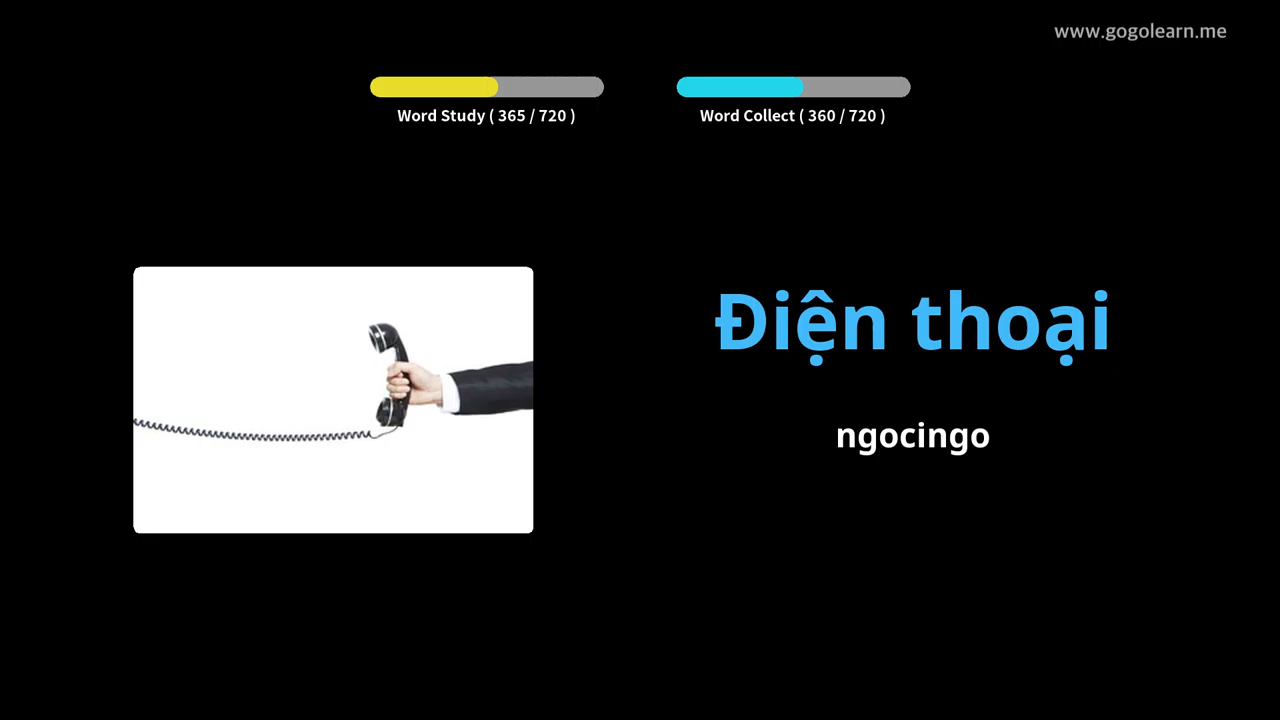 www.gogolearn.me
Word Study ( 365 / 720 )
Word Collect ( 360 / 720 )
Điện thoại
ngocingo